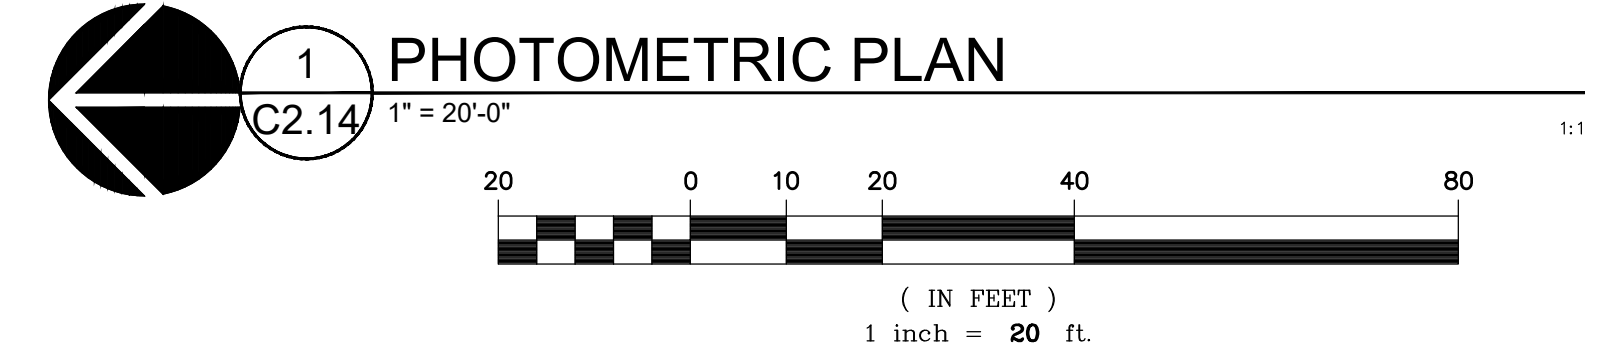 1
C2.14
PHOTOMETRIC PLAN
1" = 20'-0"
1:1
20 0 10 20 40 80
( IN FEET )
1 inch = 20 ft.